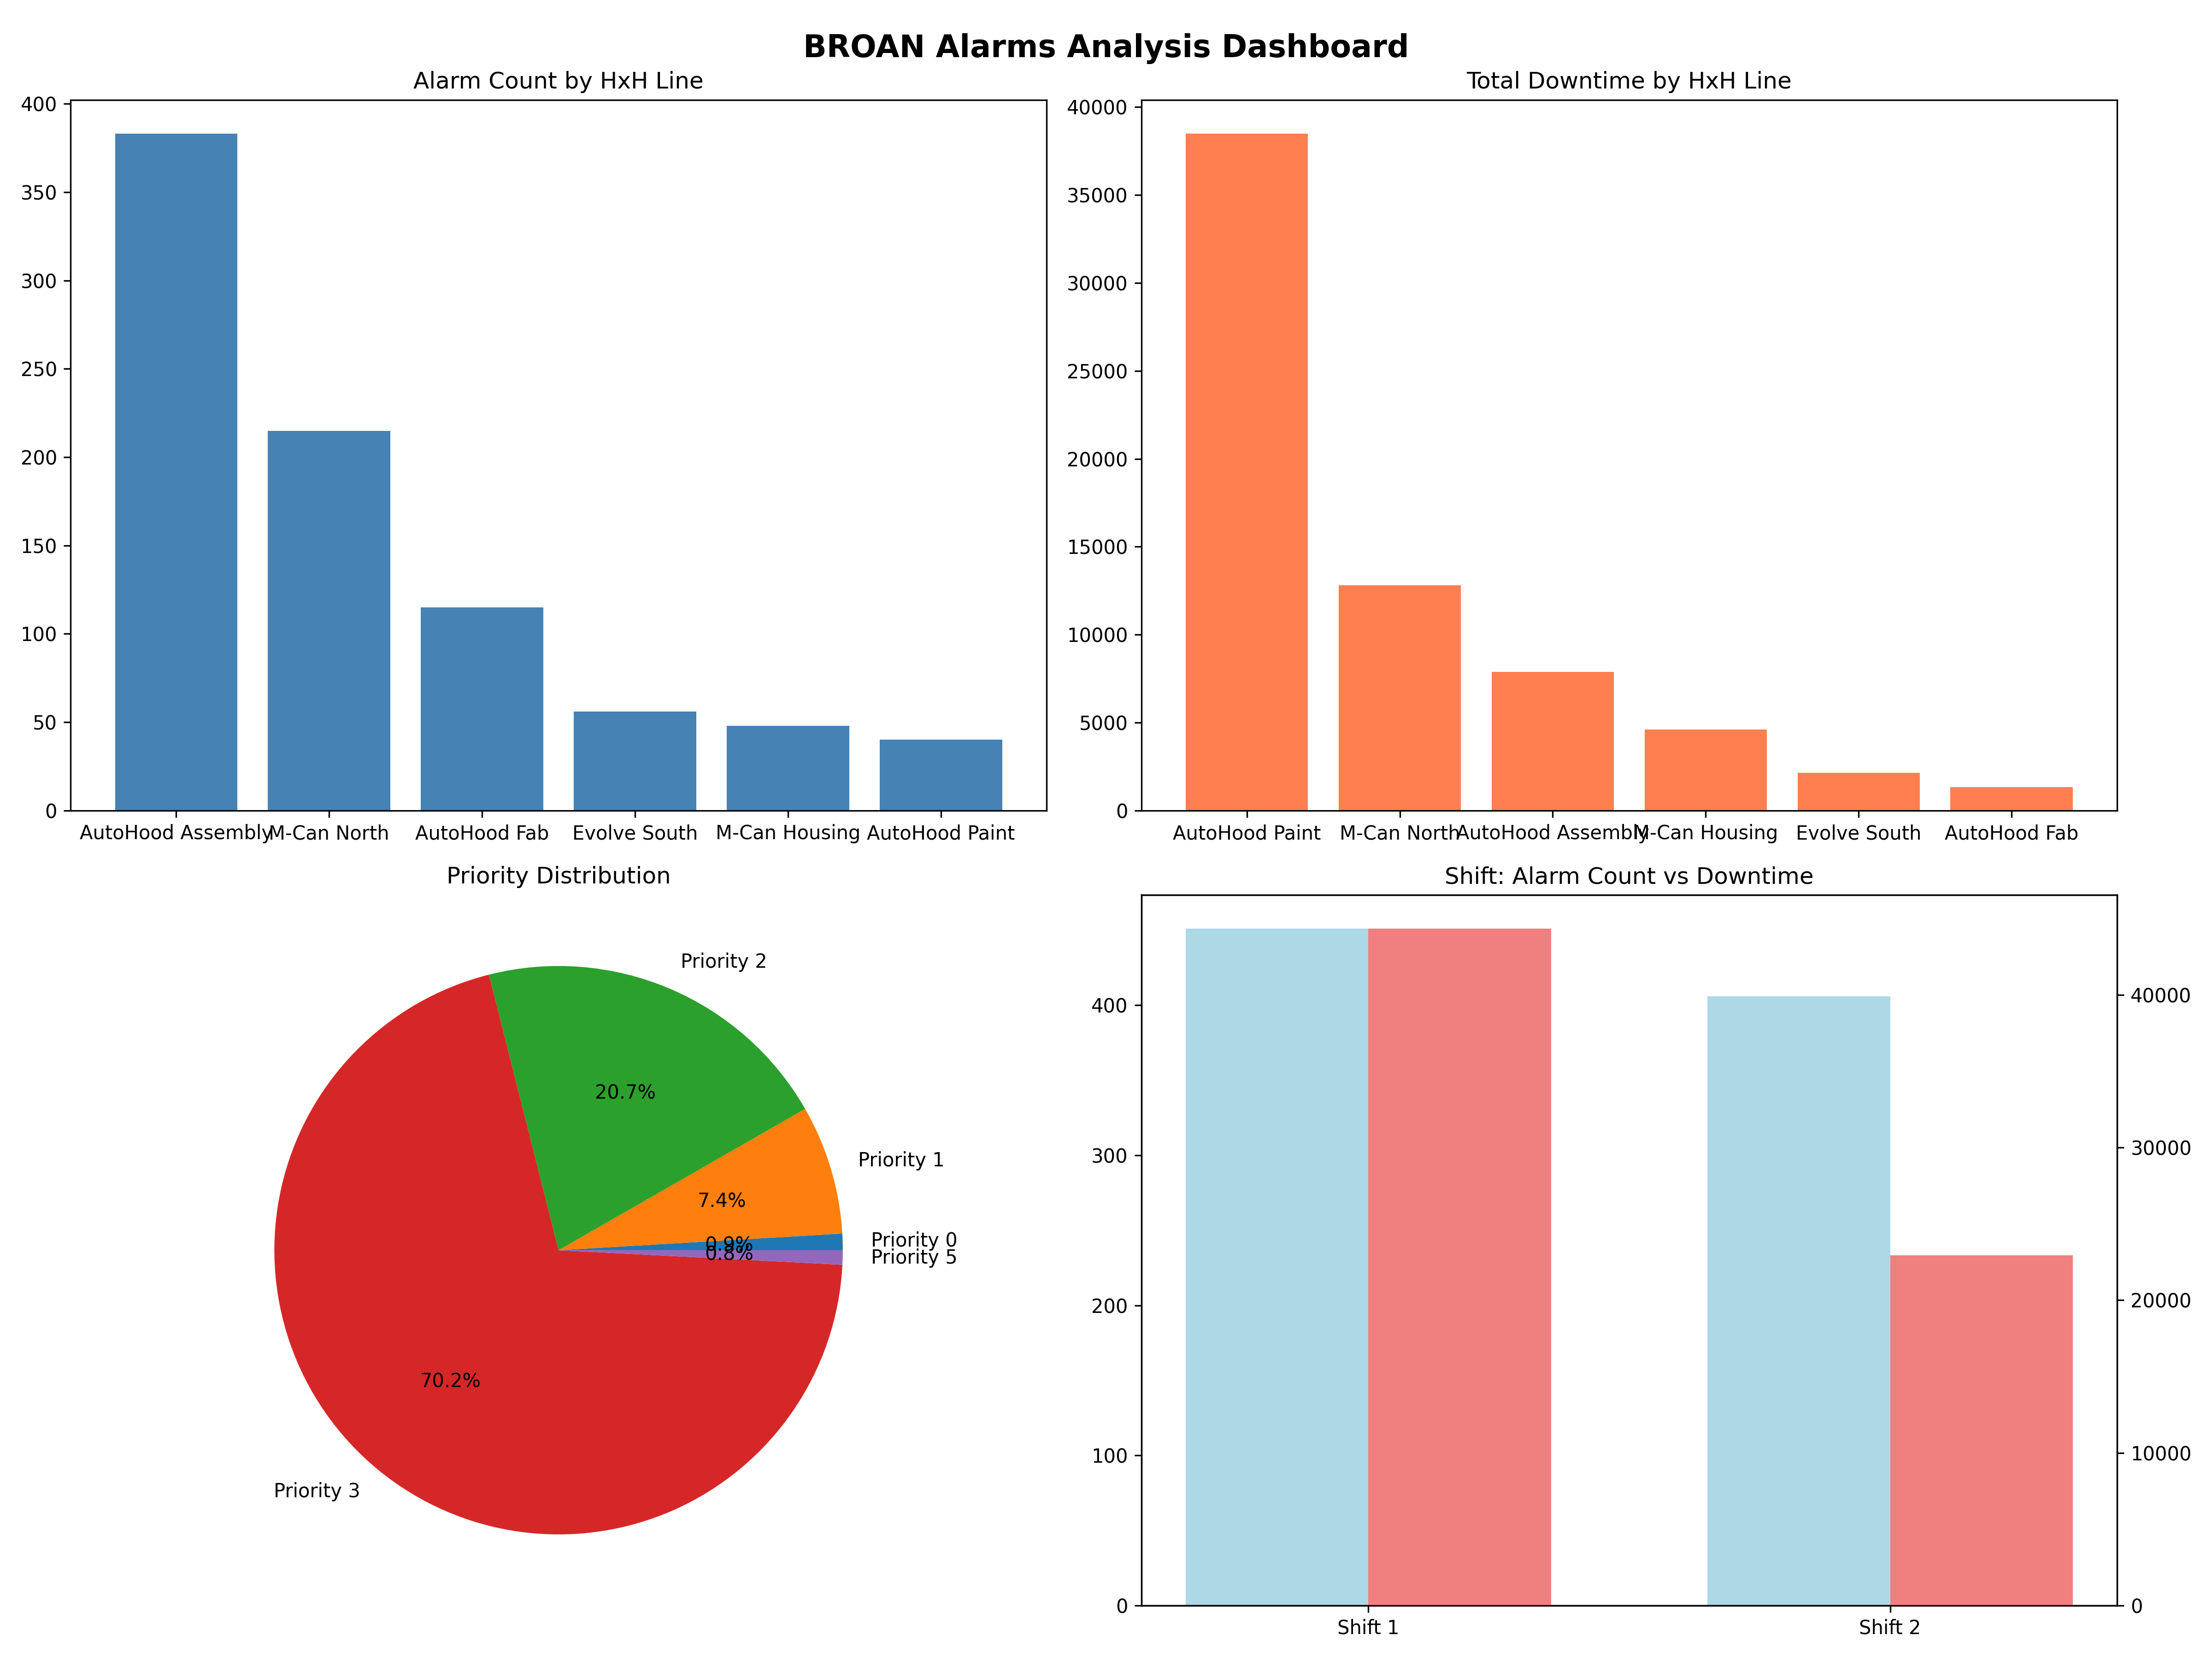 BROAN Alarms Analysis Dashboard
Alarm Count by HxH Line
400
350
300
250
200
150
100
50
0
AutoHood Assembly M-Can North AutoHood Fab Evolve South M-Can Housing AutoHood Paint
Total Downtime by HxH Line
40000
35000
30000
25000
20000
15000
10000
5000
0
AutoHood Paint M-Can North AutoHood Assembly M-Can Housing Evolve South AutoHood Fab
Priority Distribution
Priority 2
20.7%
Priority 1
7.4%
Priority 0
0.9%
0.8%
Priority 5
70.2%
Priority 3
Shift: Alarm Count vs Downtime
400
300
200
100
0
40000
30000
20000
10000
0
Shift 1 Shift 2